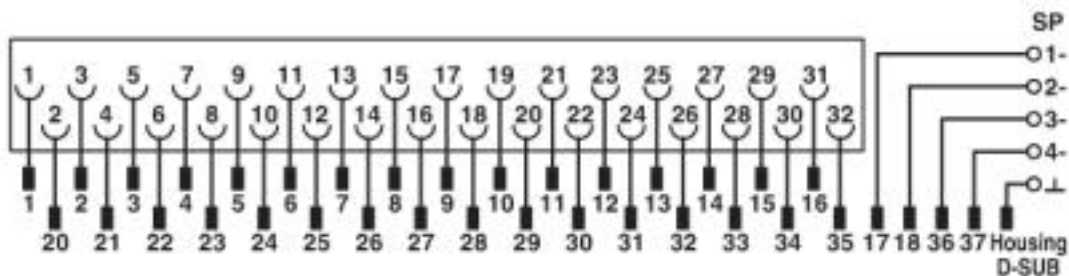 SP
1-
1 3 5 7 9 11 13 15 17 19 21 23 25 27 29 31
2-
2 4 6 8 10 12 14 16 18 20 22 24 26 28 30 32
3-
4-
⊥
1 2 3 4 5 6 7 8 9 10 11 12 13 14 15 16
20 21 22 23 24 25 26 27 28 29 30 31 32 33 34 35 17 18 36 37 Housing
D-SUB